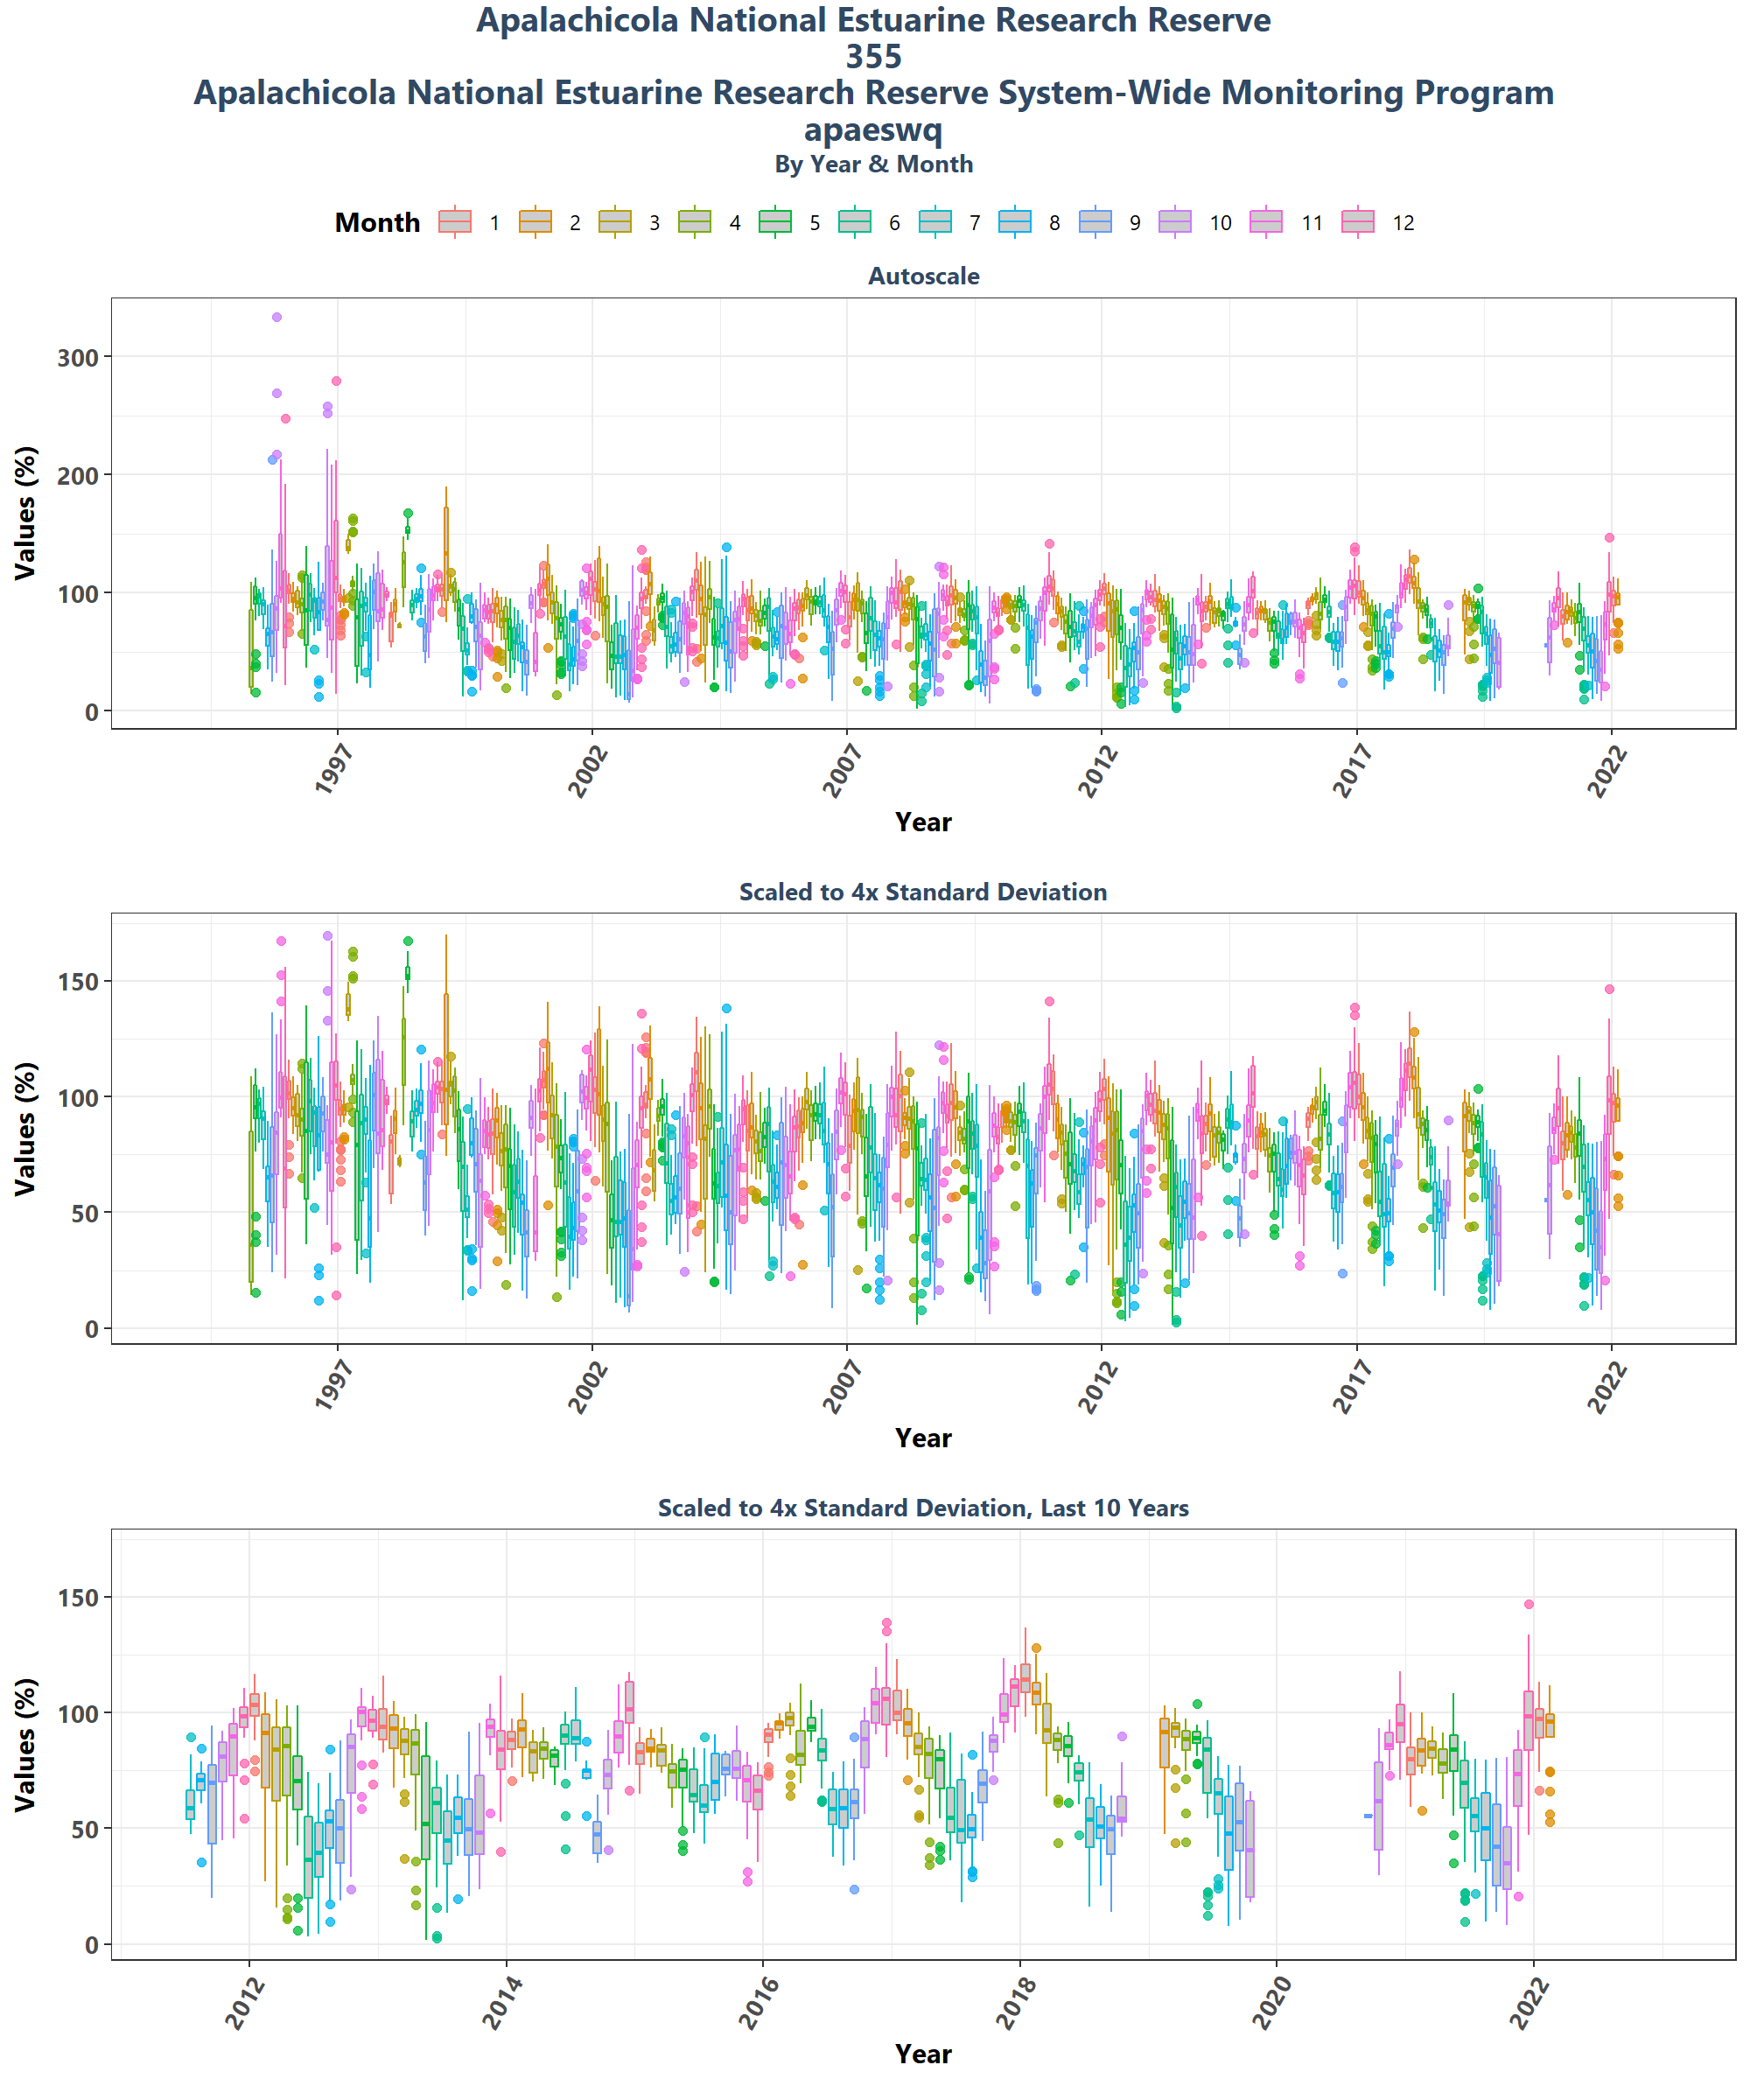 Apalachicola National Estuarine Research Reserve
355
Apalachicola National Estuarine Research Reserve System-Wide Monitoring Program
apaeswq
By Year & Month
Month 1 2 3 4 5 6 7 8 9 10 11 12
Autoscale
Values (%)
300
200
100
0
1997 2002 2007 2012 2017 2022
Year
Scaled to 4x Standard Deviation
Values (%)
150
100
50
0
1997 2002 2007 2012 2017 2022
Year
Scaled to 4x Standard Deviation, Last 10 Years
Values (%)
150
100
50
0
2012 2014 2016 2018 2020 2022
Year